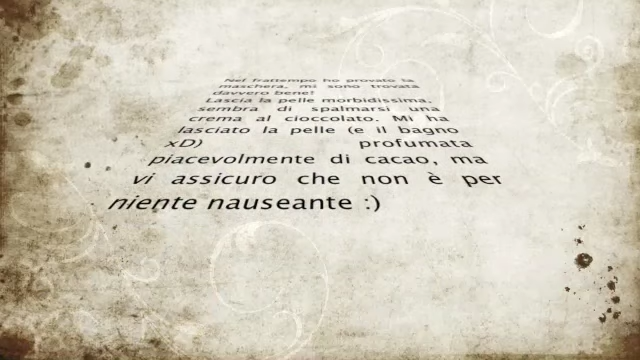 Nel frattempo ho provato la
maschera, mi sono trovata
davvero bene!
Lascia la pelle morbidissima,
sembra di spalmarsi una
crema al cioccolato. Mi ha
lasciato la pelle (e il bagno
xD) profumata
piacevolmente di cacao, ma
vi assicuro che non è per
niente nauseante :)